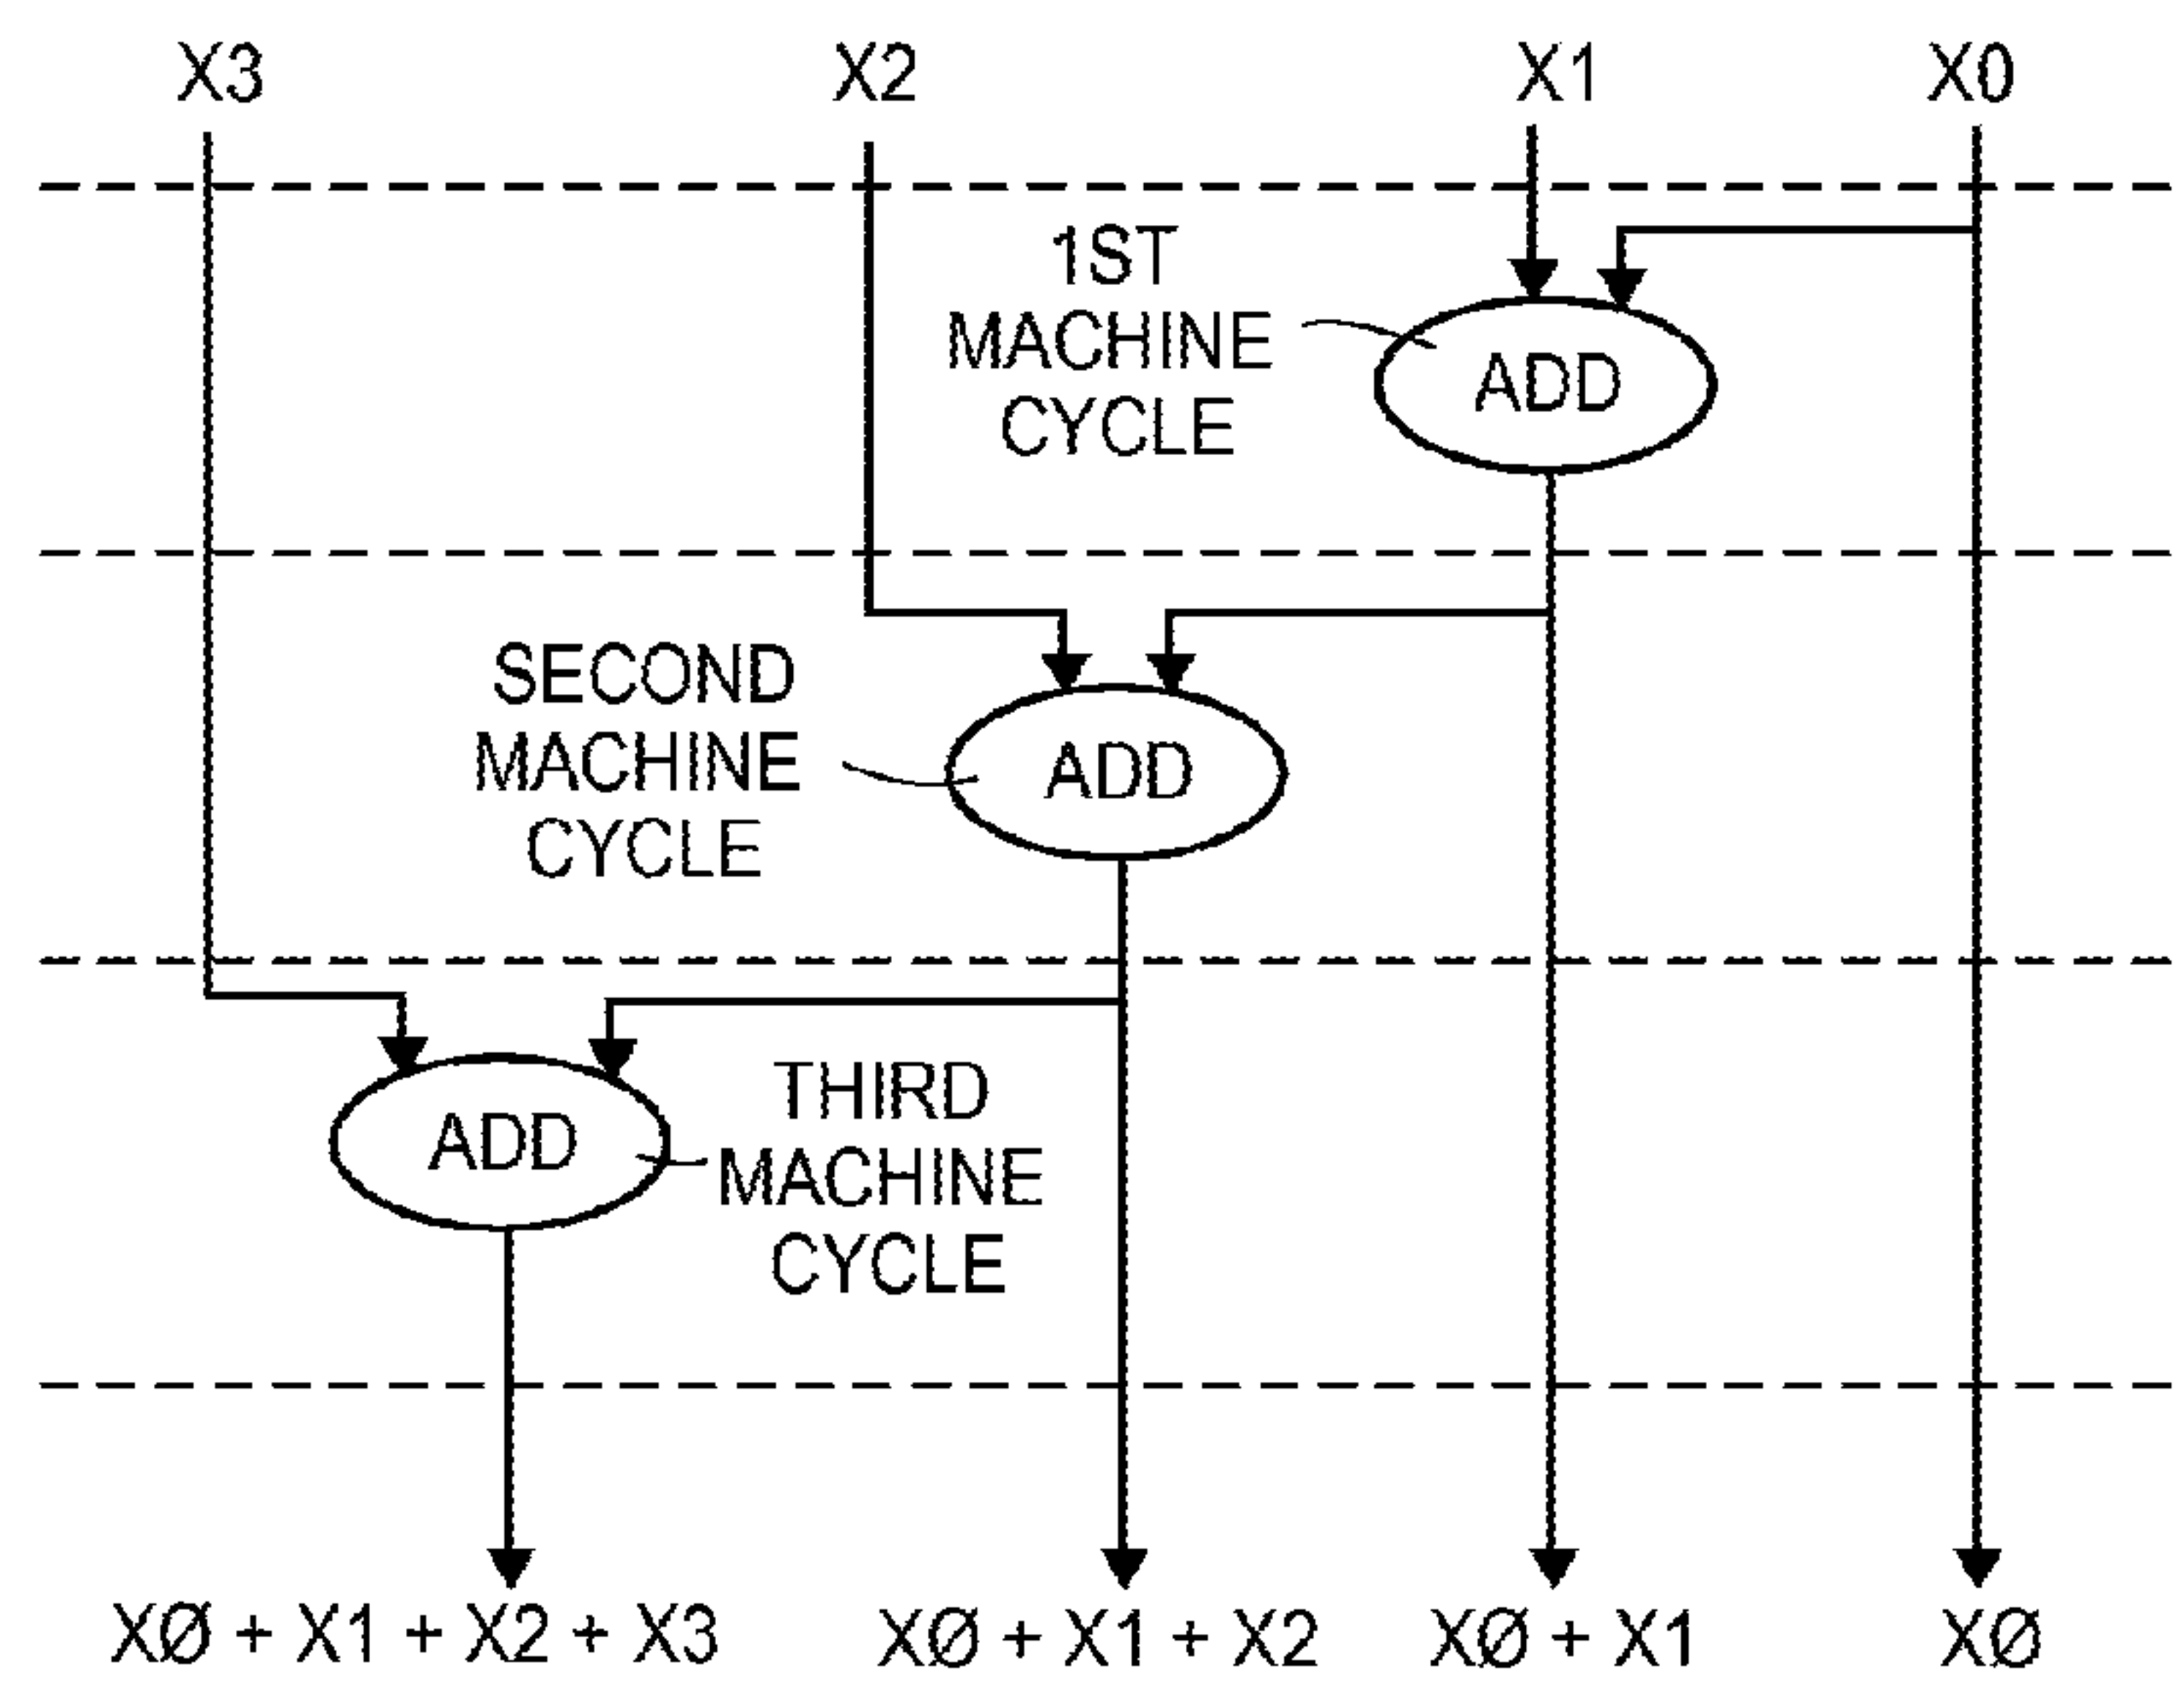 X3 X2 X1 X0
1ST
MACHINE
CYCLE
ADD
SECOND
MACHINE
CYCLE
ADD
ADD
THIRD
MACHINE
CYCLE
XØ + X1 + X2 + X3 XØ + X1 + X2 XØ + X1 XØ